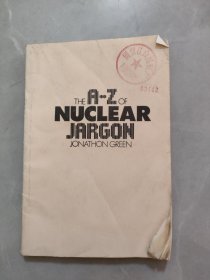 THE A-Z OF
NUCLEAR
JARGON
JONATHON GREEN